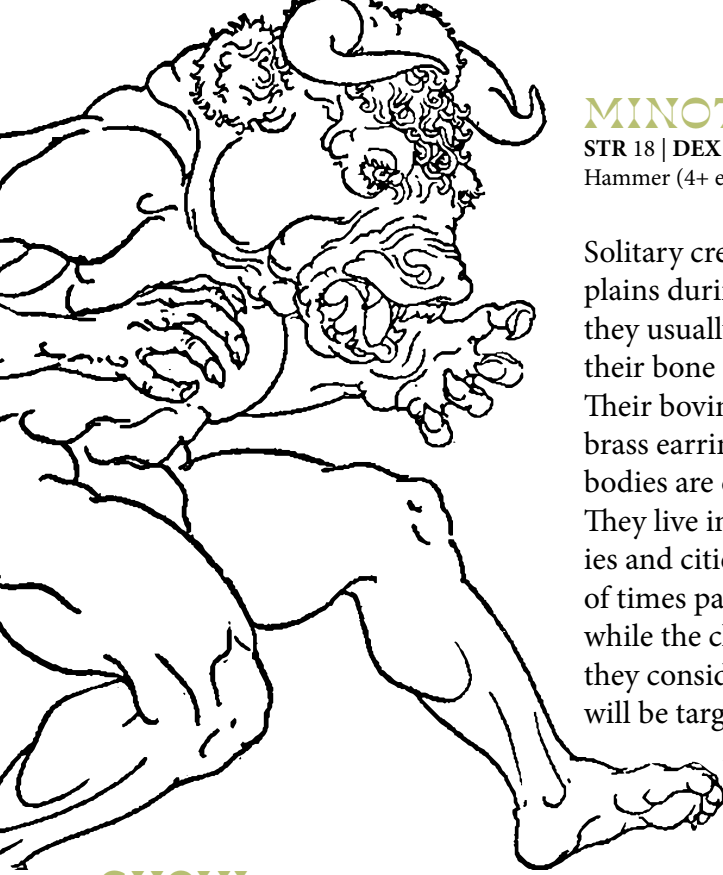 MINOT
STR 18 | DEX
Hammer (4+ e
Solitary cre
plains duri
they usuall
their bone
Their bovin
brass earrin
bodies are
They live in
ies and citi
of times pa
while the c
they consid
will be targ